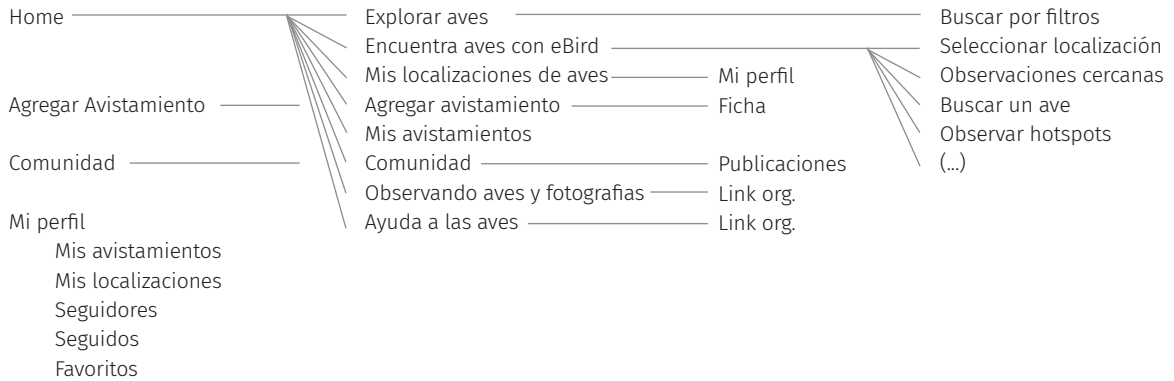 Home
Explorar aves
Buscar por filtros
Encuentra aves con eBird
Seleccionar localización
Mis localizaciones de aves
Mi perfil
Observaciones cercanas
Agregar Avistamiento
Agregar avistamiento
Ficha
Buscar un ave
Mis avistamientos
Observar hotspots
Comunidad
Comunidad
Publicaciones
(...)
Observando aves y fotografias
Link org.
Mi perfil
Ayuda a las aves
Link org.
Mis avistamientos
Mis localizaciones
Seguidores
Seguidos
Favoritos